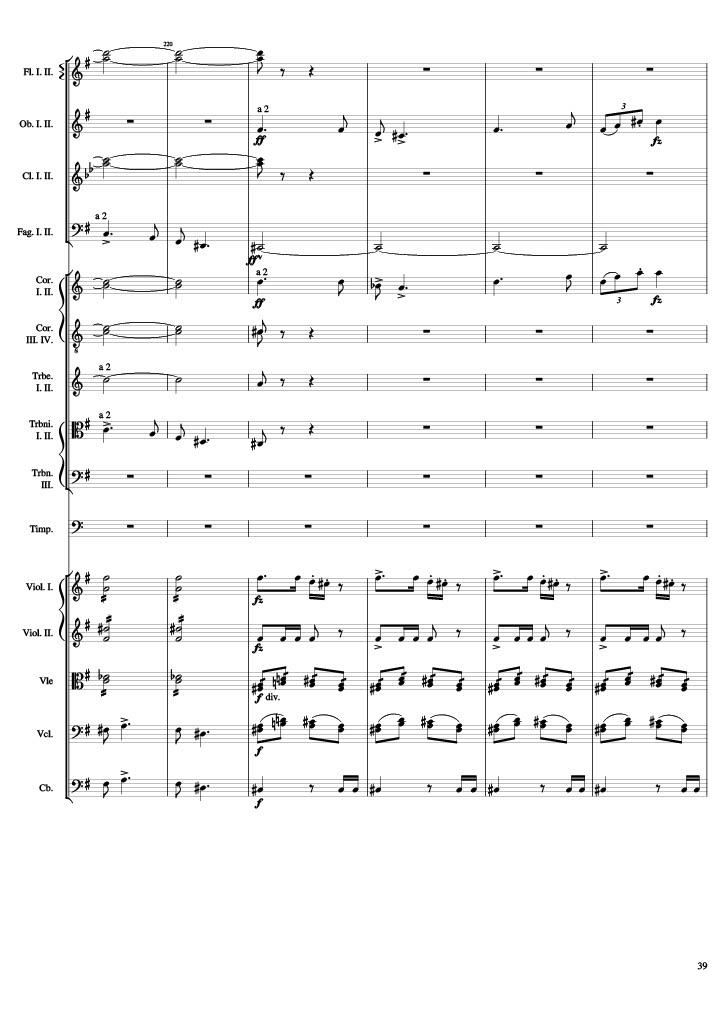 220
Fl. I. II.
a 2
Ob. I. II.
ff
3
fz
Cl. I. II.
a 2
Fag. I. II.
ff
Cor.
I. II.
a 2
ff
3
fz
Cor.
III. IV.
8
Trbe.
I. II.
a 2
Trbni.
I. II.
a 2
Trbn.
III.
Timp.
Viol. I.
fz
Viol. II.
fz
Vle
f div.
Vcl.
f
Cb.
f
39